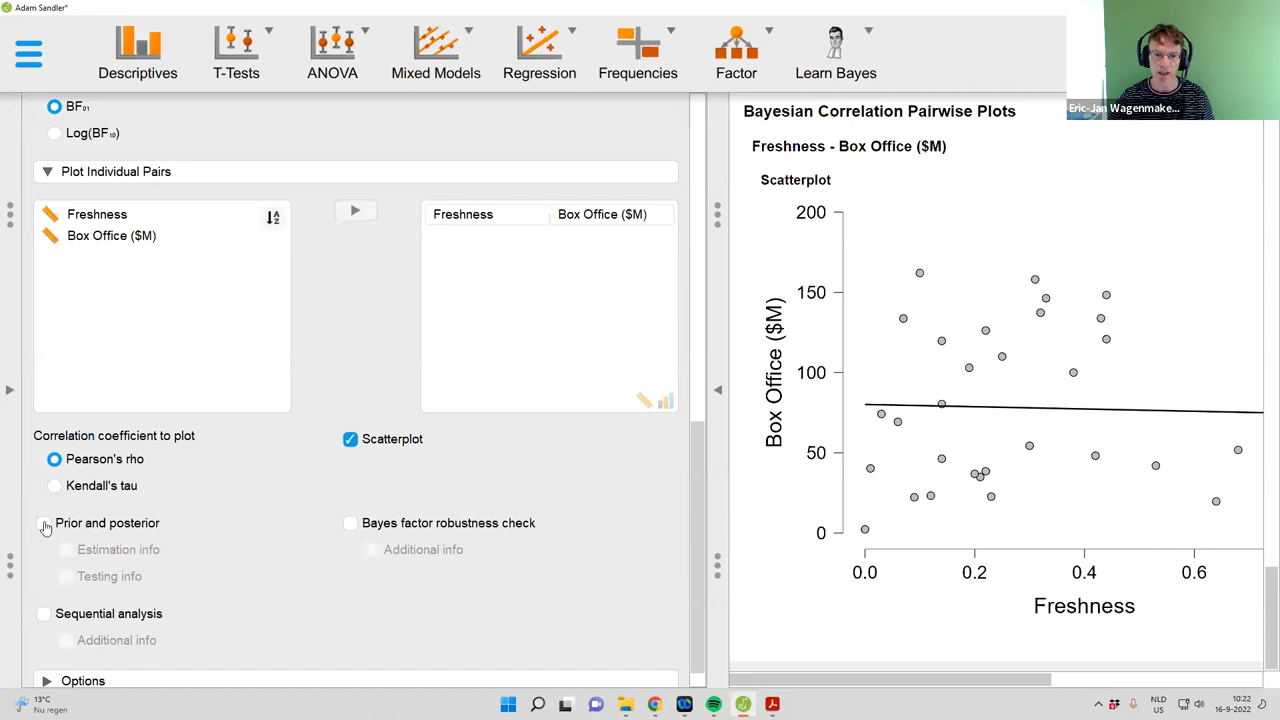 Adam Sandler*
Descriptives
T-Tests
ANOVA
Mixed Models
Regression
Frequencies
Factor
Learn Bayes
Eric-Jan Wagenmake...
BF₀₁
Log(BF₁₀)
Plot Individual Pairs
Freshness
Box Office ($M)
Freshness Box Office ($M)
Correlation coefficient to plot
Pearson's rho
Kendall's tau
Scatterplot
Prior and posterior
Estimation info
Testing info
Bayes factor robustness check
Additional info
Sequential analysis
Additional info
Options
Bayesian Correlation Pairwise Plots
Freshness - Box Office ($M)
Scatterplot
200
150
100
50
0
Box Office ($M)
0.0 0.2 0.4 0.6
Freshness
13°C
Nu regen
NLD
US
10:22
16-9-2022